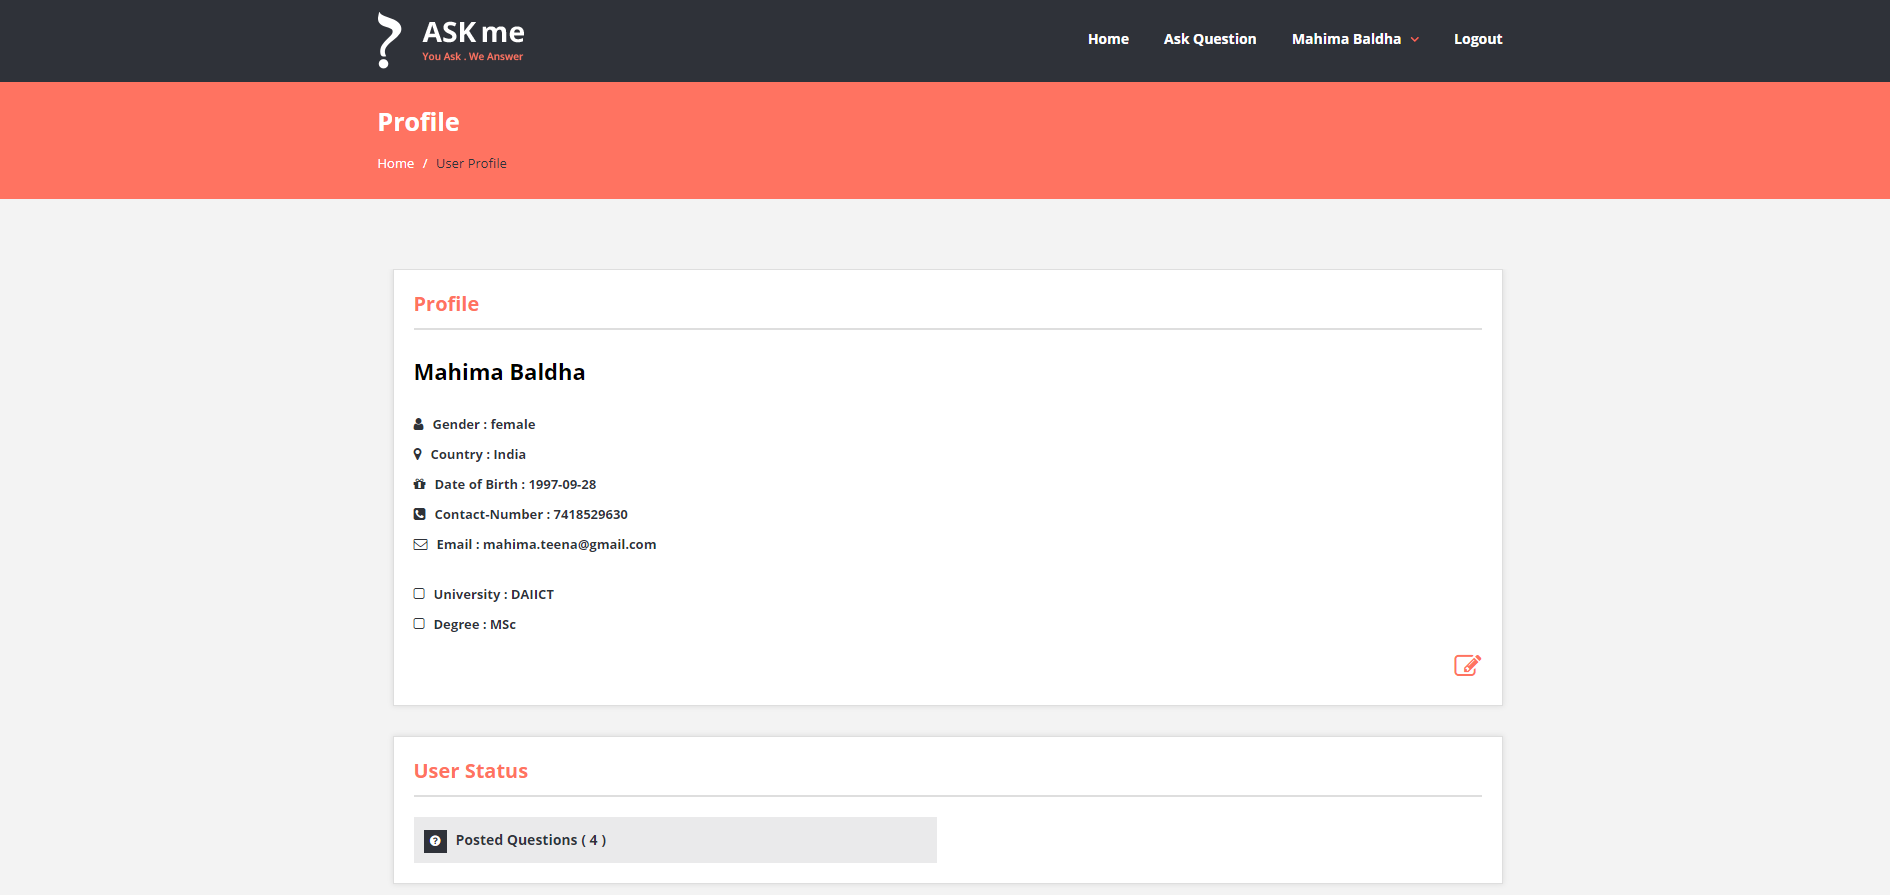 ASK me
You Ask . We Answer
Home Ask Question Mahima Baldha Logout
Profile
Home / User Profile
Profile
Mahima Baldha
Gender : female
Country : India
Date of Birth : 1997-09-28
Contact-Number : 7418529630
Email : mahima.teena@gmail.com
University : DAIICT
Degree : MSc
User Status
Posted Questions ( 4 )